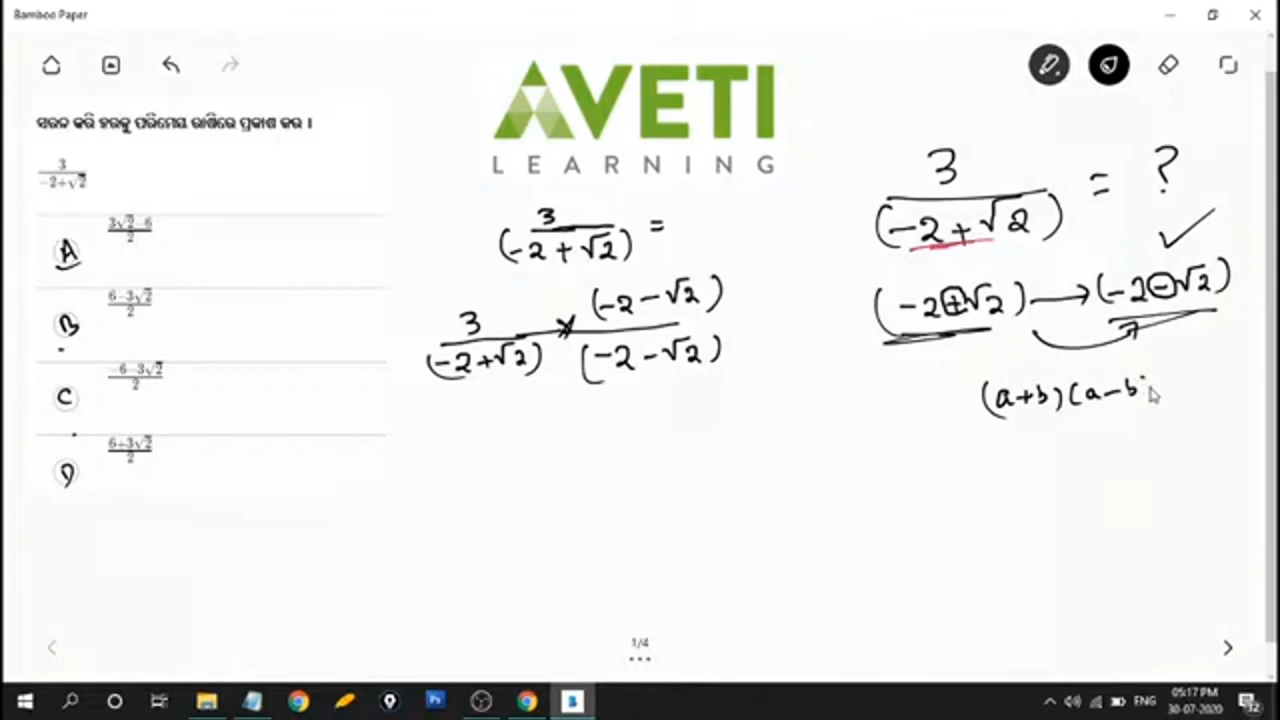 Bamboo Paper
AVETI
LEARNING
ସରଳ କରି ହରକୁ ପରିମେୟ ରାଶିରେ ପ୍ରକାଶ କର ।
3/(-2+√2)
A (3√2-6)/2
B (6-3√2)/2
C (-6-3√2)/2
D (6+3√2)/2
3/(-2+√2) =
3/(-2+√2) × (-2-√2)/(-2-√2)
3/(-2+√2) = ?
(-2+√2) → (-2-√2)
(a+b)(a-b
1/4
ENG
05:17 PM
30-07-2020
32